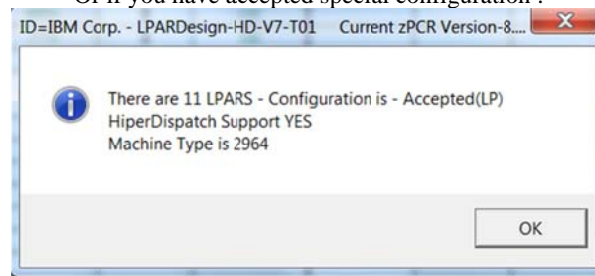 Or if you have accepted special configuration :
ID=IBM Corp. - LPARDesign-HD-V7-T01 Current zPCR Version-8....
There are 11 LPARS - Configuration is - Accepted(LP)
HiperDispatch Support YES
Machine Type is 2964
OK